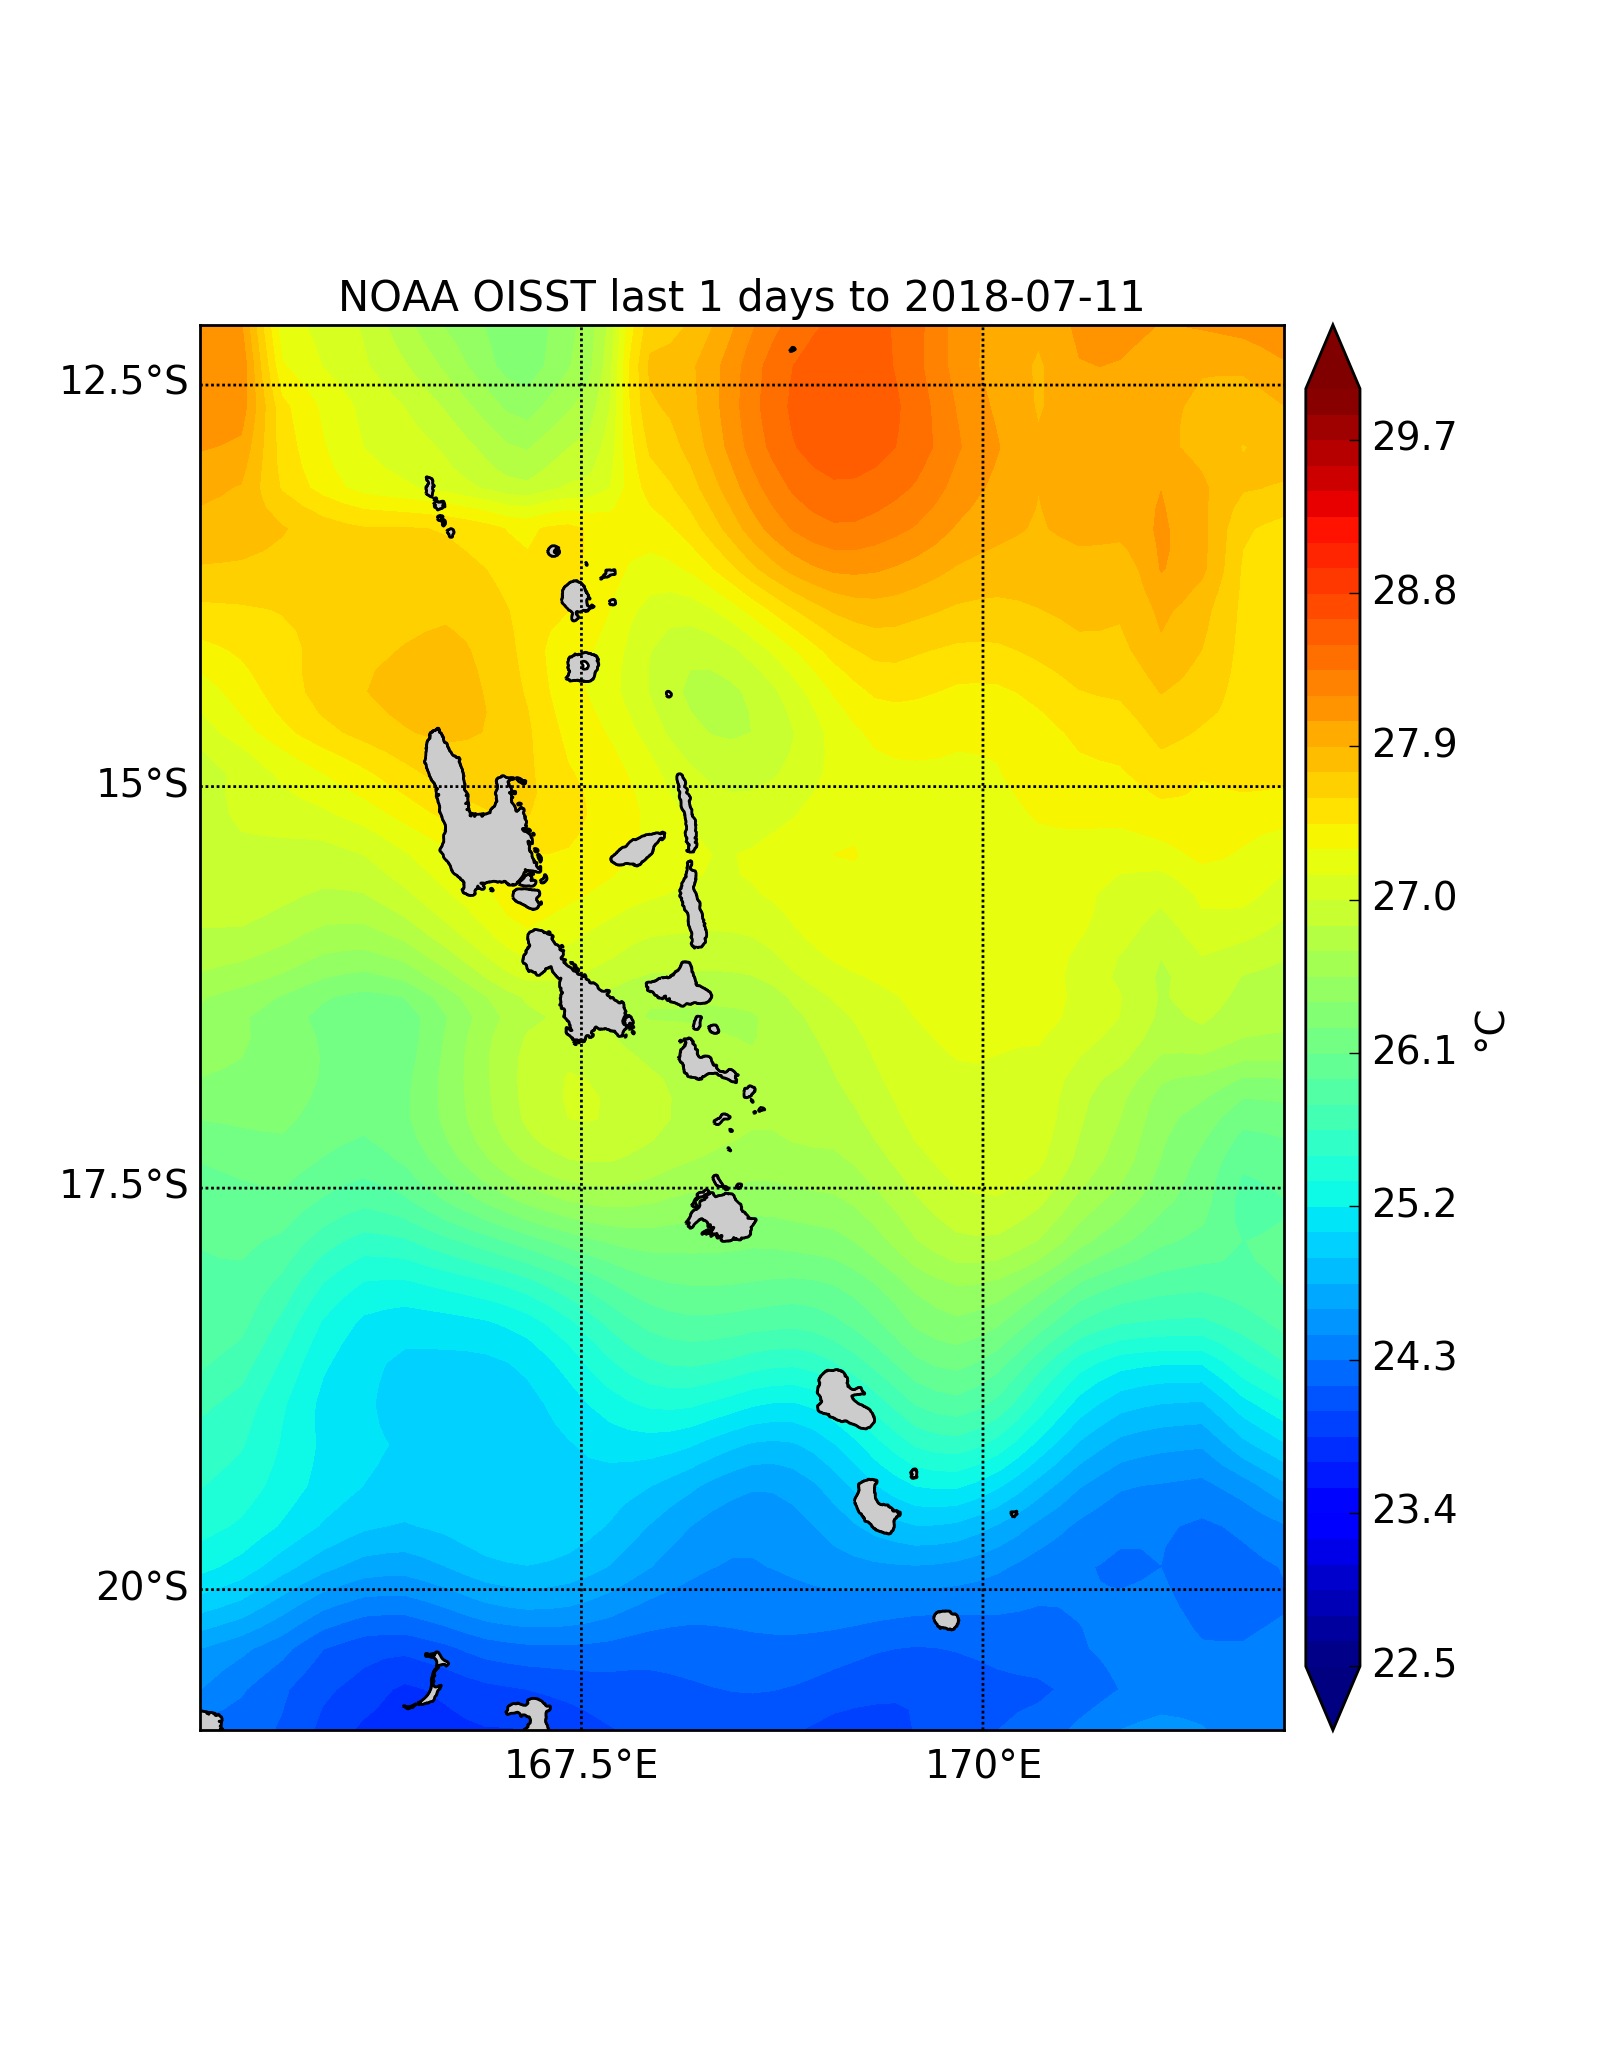 NOAA OISST last 1 days to 2018-07-11
12.5°S
15°S
17.5°S
20°S
167.5°E
170°E
29.7
28.8
27.9
27.0
26.1
25.2
24.3
23.4
22.5
°C